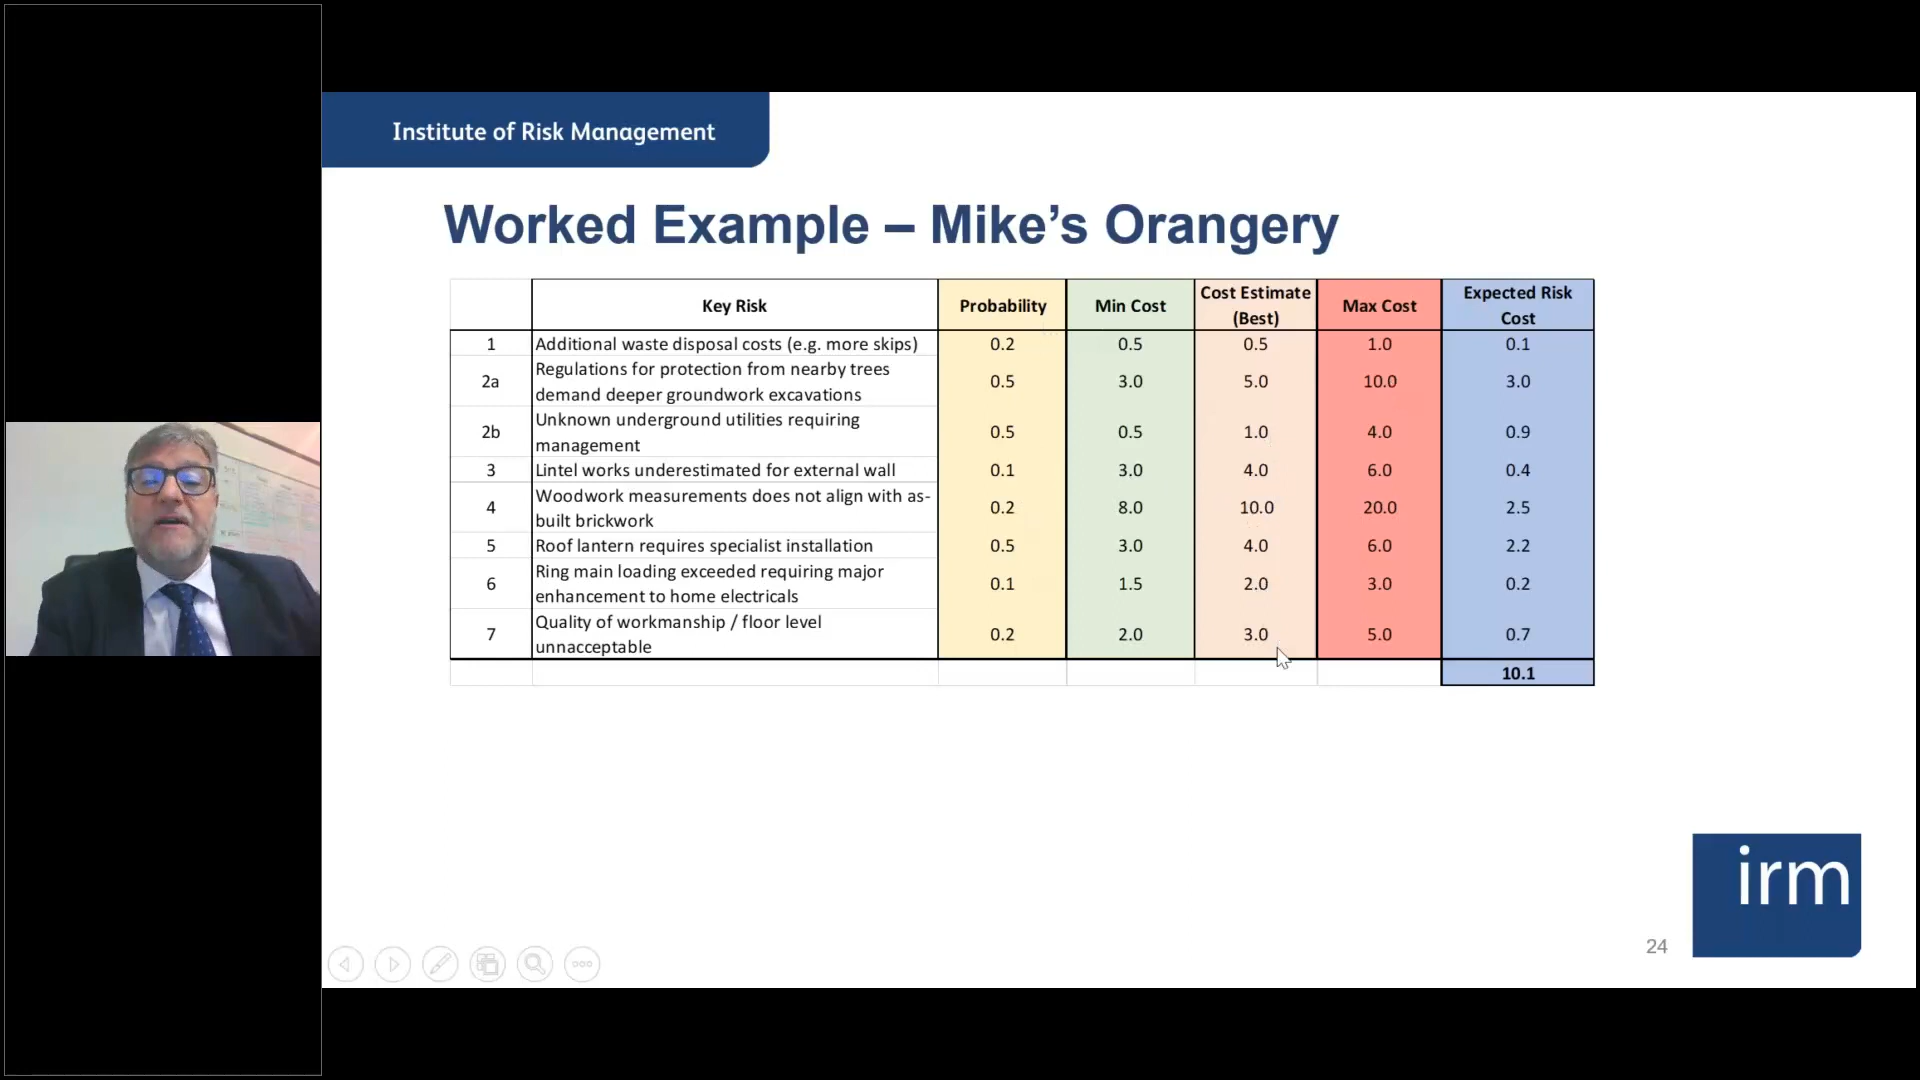 Institute of Risk Management
Worked Example – Mike's Orangery
Key Risk Probability Min Cost Cost Estimate (Best) Max Cost Expected Risk Cost
1 Additional waste disposal costs (e.g. more skips) 0.2 0.5 0.5 1.0 0.1
2a Regulations for protection from nearby trees demand deeper groundwork excavations 0.5 3.0 5.0 10.0 3.0
2b Unknown underground utilities requiring management 0.5 0.5 1.0 4.0 0.9
3 Lintel works underestimated for external wall 0.1 3.0 4.0 6.0 0.4
4 Woodwork measurements does not align with as-built brickwork 0.2 8.0 10.0 20.0 2.5
5 Roof lantern requires specialist installation 0.5 3.0 4.0 6.0 2.2
6 Ring main loading exceeded requiring major enhancement to home electricals 0.1 1.5 2.0 3.0 0.2
7 Quality of workmanship / floor level unnacceptable 0.2 2.0 3.0 5.0 0.7
10.1
irm
24